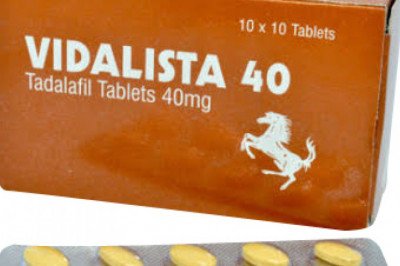 10 x 10 Tablets
VIDALISTA 40
Tadalafil Tablets 40mg